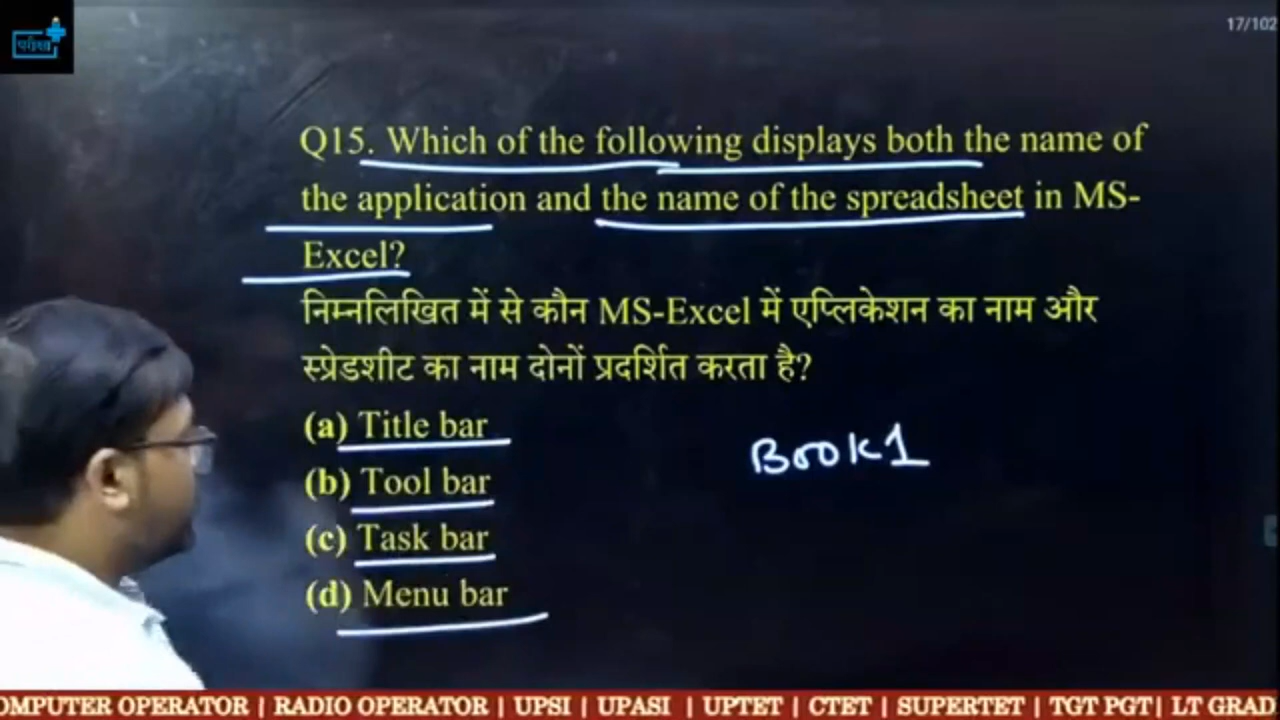 परीक्षा
17/102
Q15. Which of the following displays both the name of
the application and the name of the spreadsheet in MS-
Excel?
निम्नलिखित में से कौन MS-Excel में एप्लिकेशन का नाम और
स्प्रेडशीट का नाम दोनों प्रदर्शित करता है?
(a) Title bar
BOOK1
(b) Tool bar
(c) Task bar
(d) Menu bar
OMPUTER OPERATOR | RADIO OPERATOR | UPSI | UPASI | UPTET | CTET | SUPERTET | TGT PGT| LT GRAD